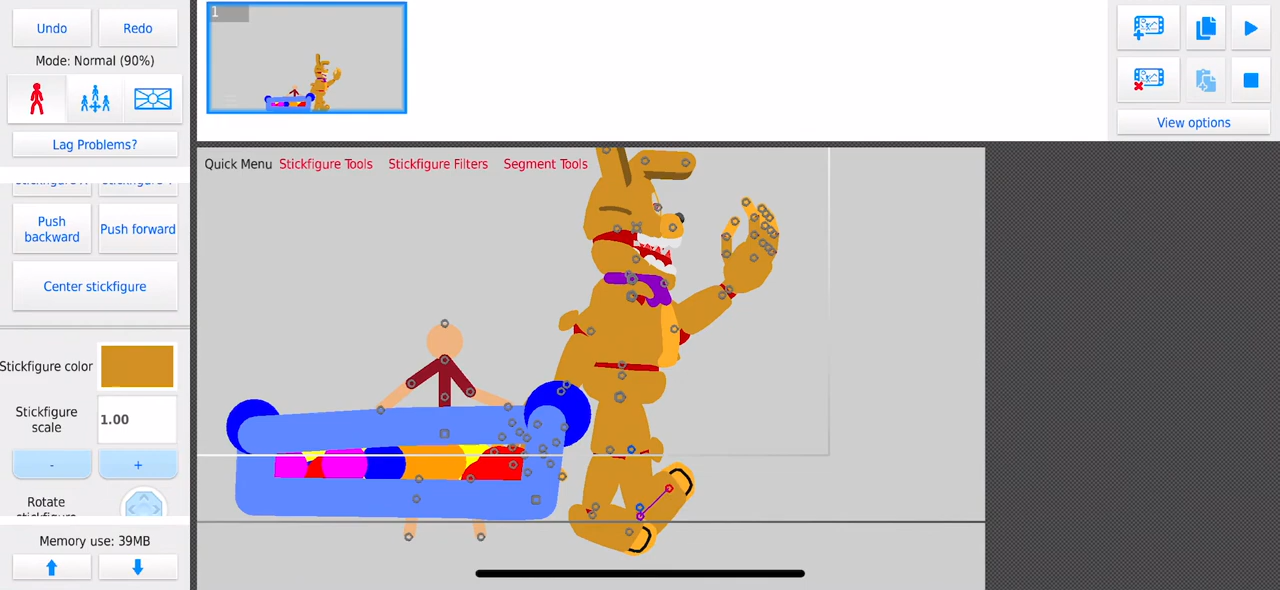 Undo
Redo
Mode: Normal (90%)
Lag Problems?
Push backward
Push forward
Center stickfigure
Stickfigure color
Stickfigure scale
1.00
-
+
Rotate
Memory use: 39MB
1
Quick Menu
Stickfigure Tools
Stickfigure Filters
Segment Tools
View options